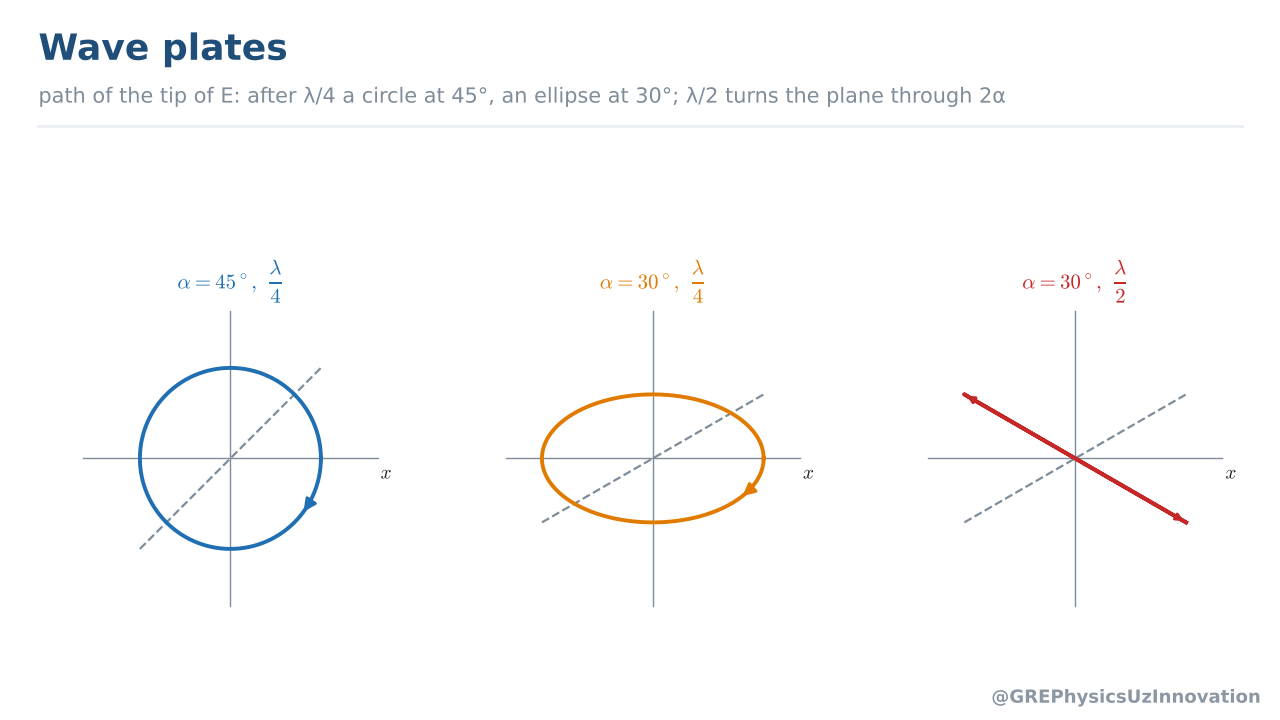 Wave plates
path of the tip of E: after λ/4 a circle at 45°, an ellipse at 30°; λ/2 turns the plane through 2α
α = 45°, λ/4
α = 30°, λ/4
α = 30°, λ/2
x
x
x
@GREPhysicsUzInnovation